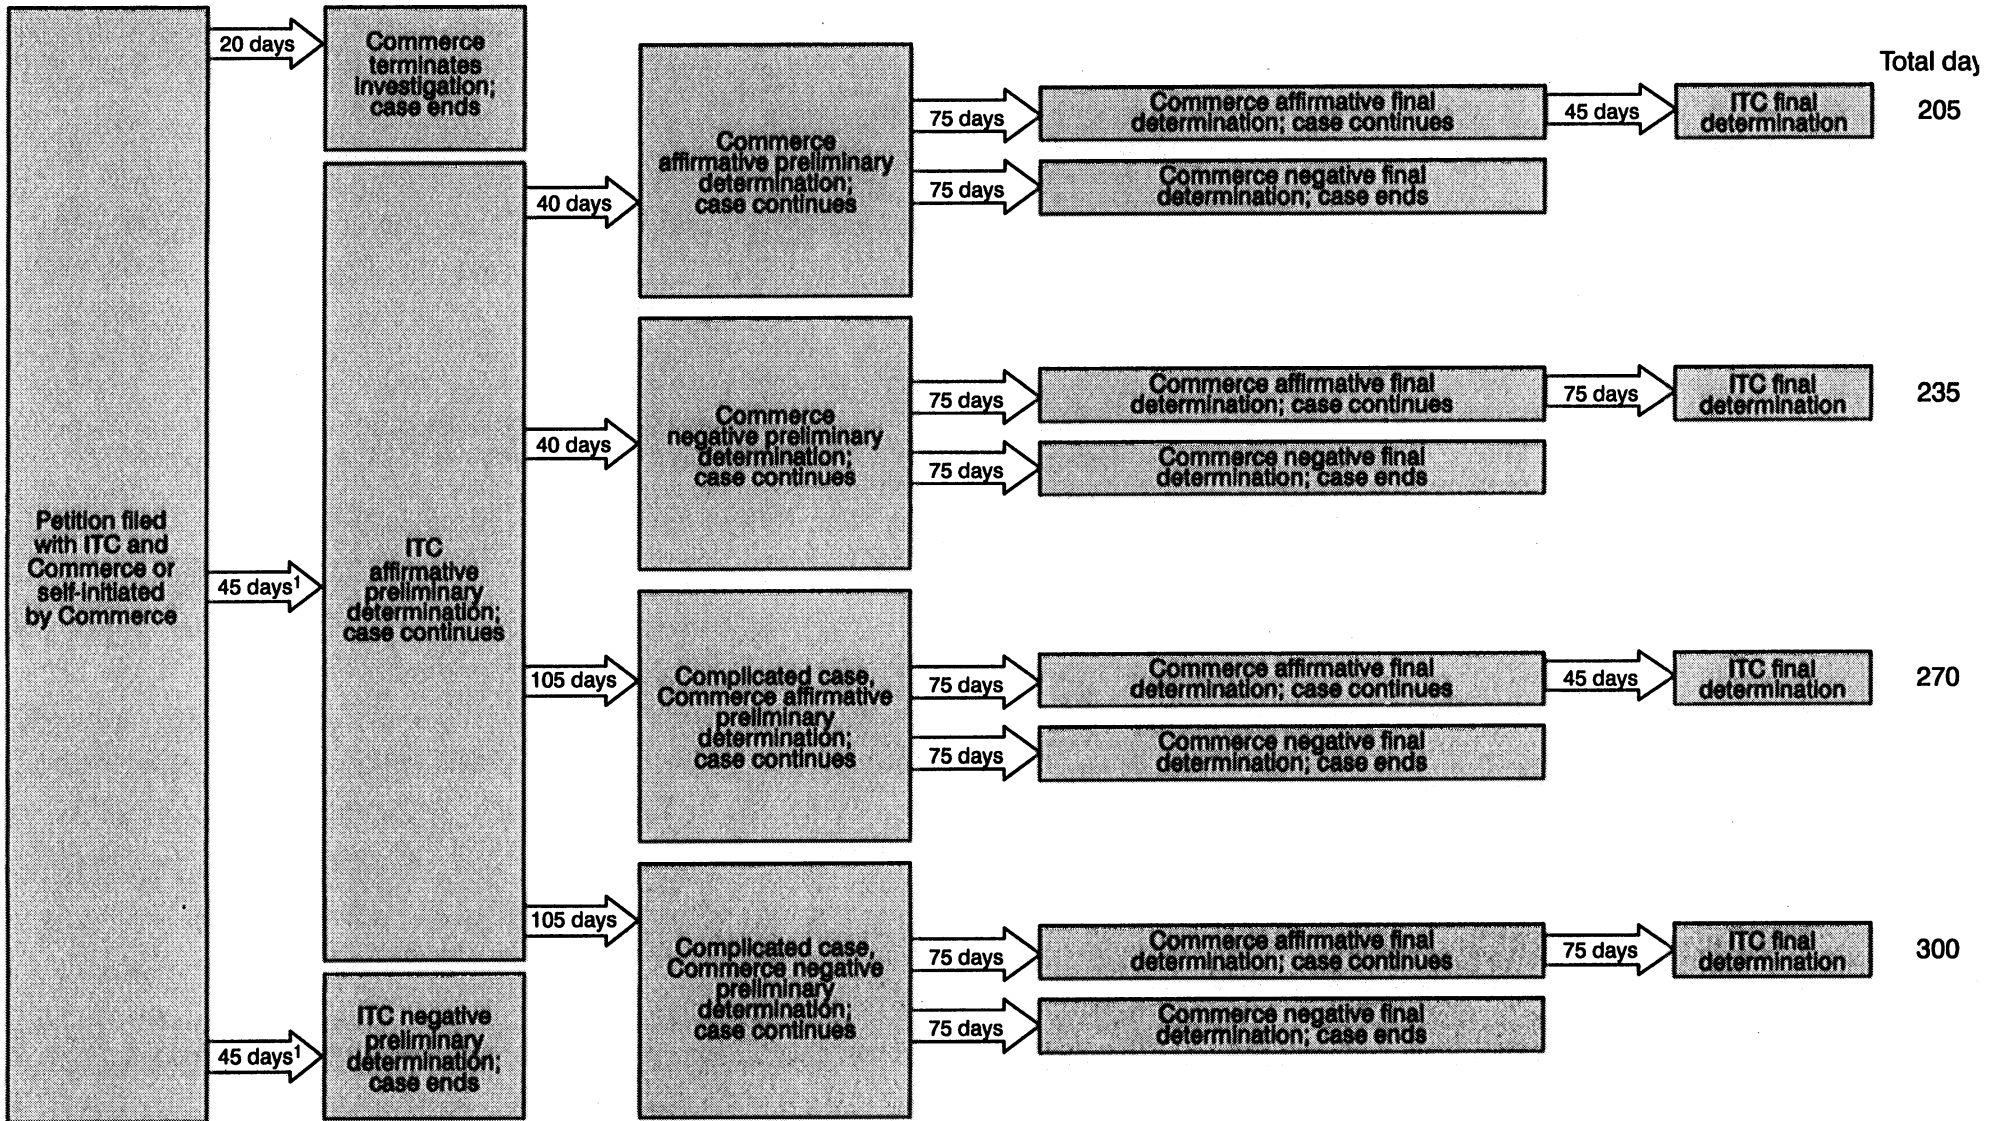 20 days
Commerce
terminates
investigation;
case ends
Total day
Commerce
affirmative preliminary
determination;
case continues
75 days
Commerce affirmative final
determination; case continues
45 days
ITC final
determination
205
40 days
75 days
Commerce negative final
determination; case ends
Commerce
negative preliminary
determination;
case continues
75 days
Commerce affirmative final
determination; case continues
75 days
ITC final
determination
235
40 days
75 days
Commerce negative final
determination; case ends
Petition filed
with ITC and
Commerce or
self-initiated
by Commerce
45 days¹
ITC
affirmative
preliminary
determination;
case continues
105 days
Complicated case,
Commerce affirmative
preliminary
determination;
case continues
75 days
Commerce affirmative final
determination; case continues
45 days
ITC final
determination
270
75 days
Commerce negative final
determination; case ends
105 days
Complicated case,
Commerce negative
preliminary
determination;
case continues
75 days
Commerce affirmative final
determination; case continues
75 days
ITC final
determination
300
75 days
Commerce negative final
determination; case ends
45 days¹
ITC negative
preliminary
determination;
case ends